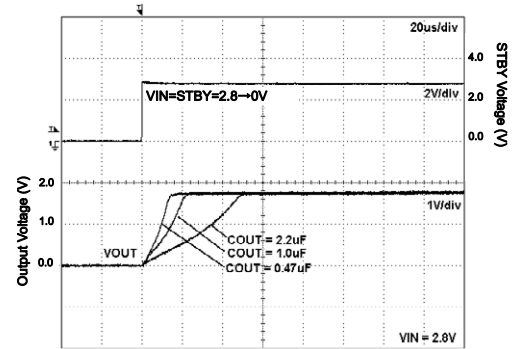 20us/div
4.0
VIN=STBY=2.8→0V
2V/div
2.0
0.0
STBY Voltage (V)
2.0
1V/div
1.0
COUT = 2.2uF
VOUT
COUT = 1.0uF
0.0
COUT = 0.47uF
Output Voltage (V)
VIN = 2.8V